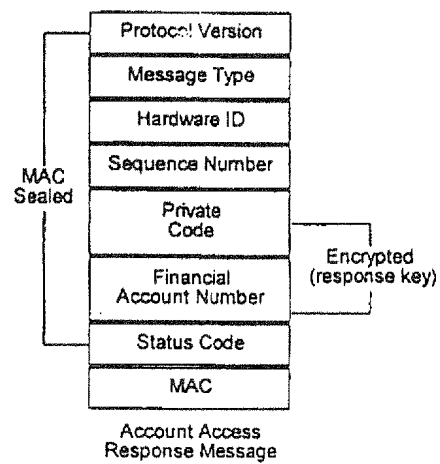 Protocol Version
Message Type
Hardware ID
Sequence Number
MAC
Sealed
Private
Code
Encrypted
(response key)
Financial
Account Number
Status Code
MAC
Account Access
Response Message